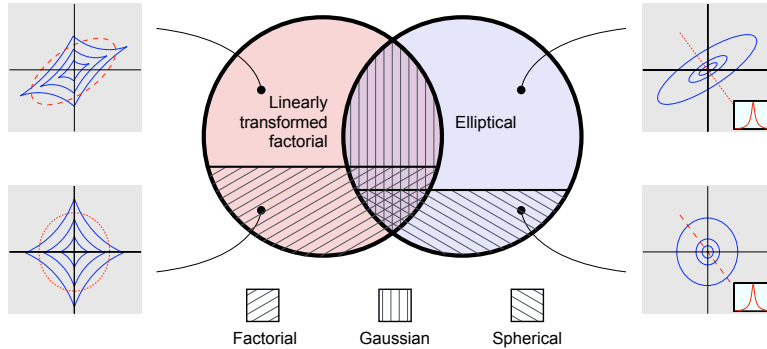 Linearly
transformed
factorial
Elliptical
Factorial
Gaussian
Spherical